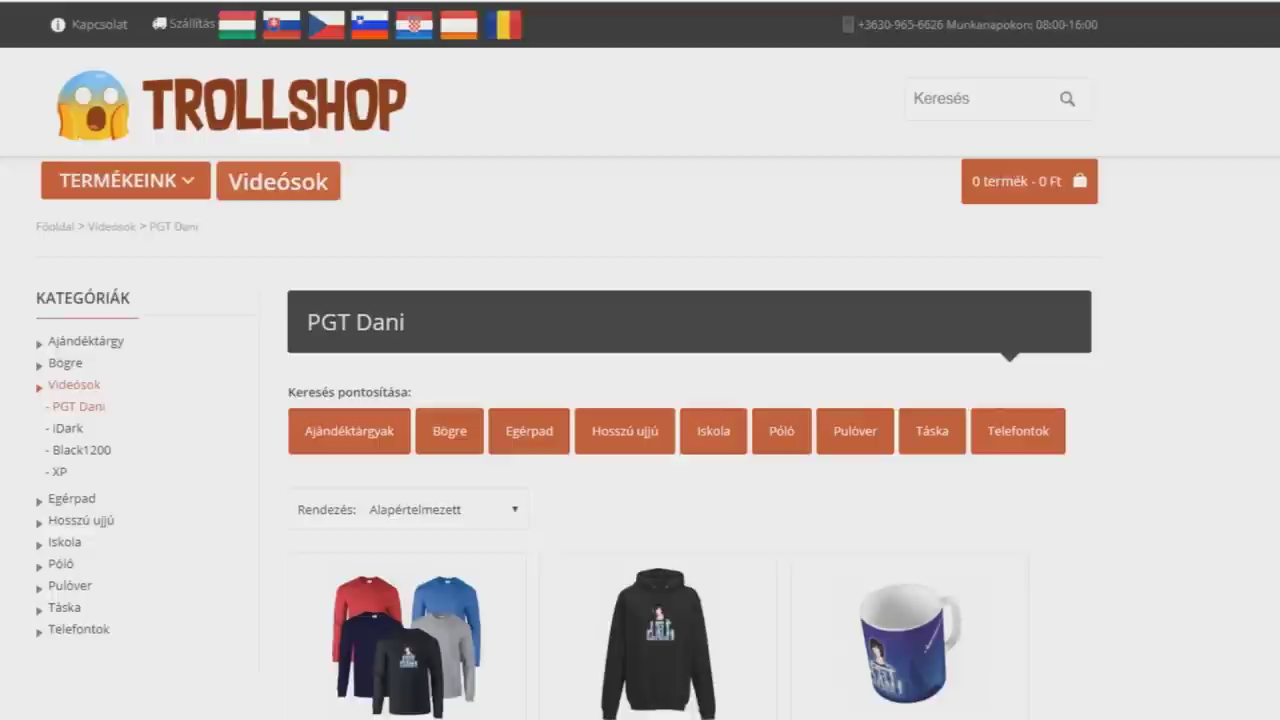 Kapcsolat
Szállítás
+3630-965-6626 Munkanapokon: 08:00-16:00
TROLLSHOP
Keresés
TERMÉKEINK
Videósok
0 termék - 0 Ft
Főoldal > Videósok > PGT Dani
KATEGÓRIÁK
Ajándéktárgy
Bögre
Videósok
- PGT Dani
- iDark
- Black1200
- XP
Egérpad
Hosszú ujjú
Iskola
Póló
Pulóver
Táska
Telefontok
PGT Dani
Keresés pontosítása:
Ajándéktárgyak
Bögre
Egérpad
Hosszú ujjú
Iskola
Póló
Pulóver
Táska
Telefontok
Rendezés: Alapértelmezett